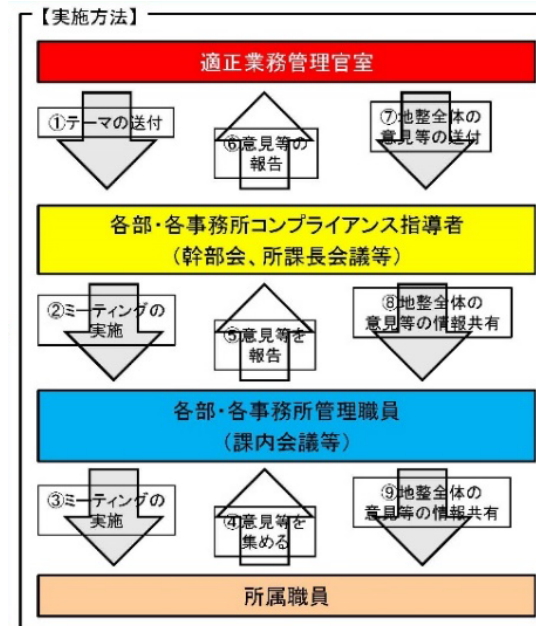 【実施方法】
適正業務管理官室
①テーマの送付
⑥意見等の
報告
⑦地整全体の
意見等の送付
各部・各事務所コンプライアンス指導者
(幹部会、所課長会議等)
②ミーティングの
実施
⑤意見等を
報告
⑧地整全体の
意見等の情報共有
各部・各事務所管理職員
(課内会議等)
③ミーティングの
実施
④意見等を
集める
⑨地整全体の
意見等の情報共有
所属職員